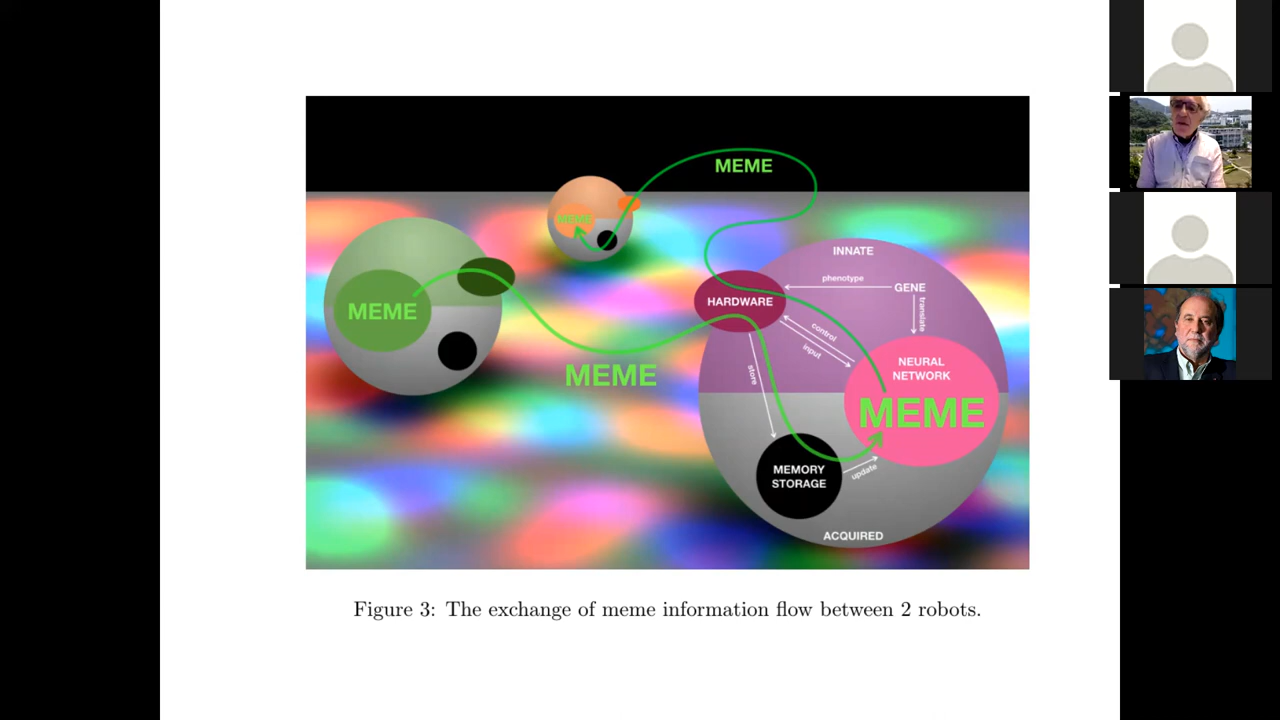 MEME
MEME
INNATE
phenotype
GENE
translate
HARDWARE
control
input
MEME
NEURAL
NETWORK
store
MEME
MEME
MEMORY
STORAGE
update
ACQUIRED
Figure 3: The exchange of meme information flow between 2 robots.